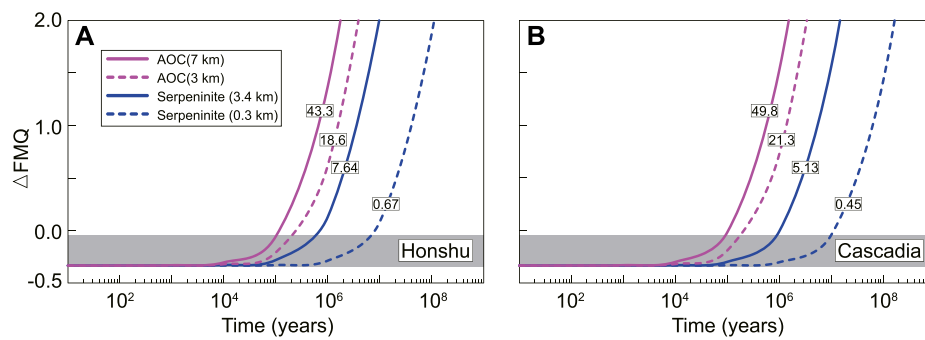 A
B
2.0
1.0
0.0
-0.5
ΔFMQ
AOC(7 km)
AOC(3 km)
Serpeninite (3.4 km)
Serpeninite (0.3 km)
43.3
18.6
7.64
0.67
Honshu
10² 10⁴ 10⁶ 10⁸
Time (years)
49.8
21.3
5.13
0.45
Cascadia
10² 10⁴ 10⁶ 10⁸
Time (years)